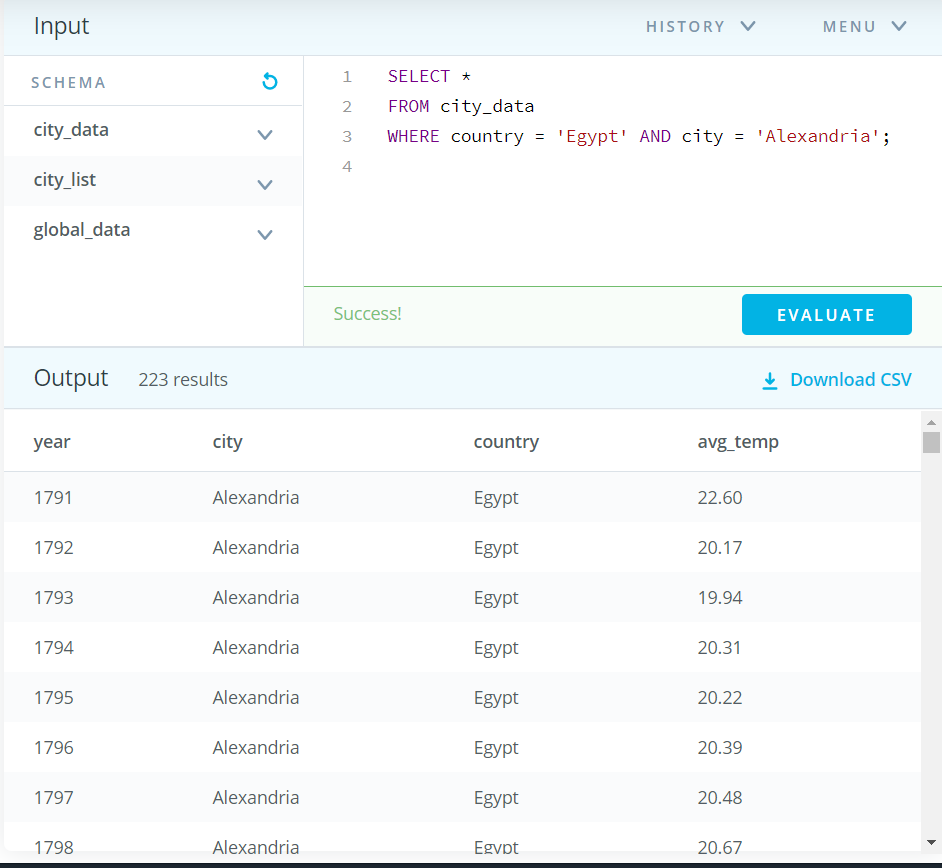 Input
HISTORY
MENU
SCHEMA
city_data
city_list
global_data
1 SELECT *
2 FROM city_data
3 WHERE country = 'Egypt' AND city = 'Alexandria';
4
Success!
EVALUATE
Output 223 results
Download CSV
year city country avg_temp
1791 Alexandria Egypt 22.60
1792 Alexandria Egypt 20.17
1793 Alexandria Egypt 19.94
1794 Alexandria Egypt 20.31
1795 Alexandria Egypt 20.22
1796 Alexandria Egypt 20.39
1797 Alexandria Egypt 20.48
1798 Alexandria Egypt 20.67